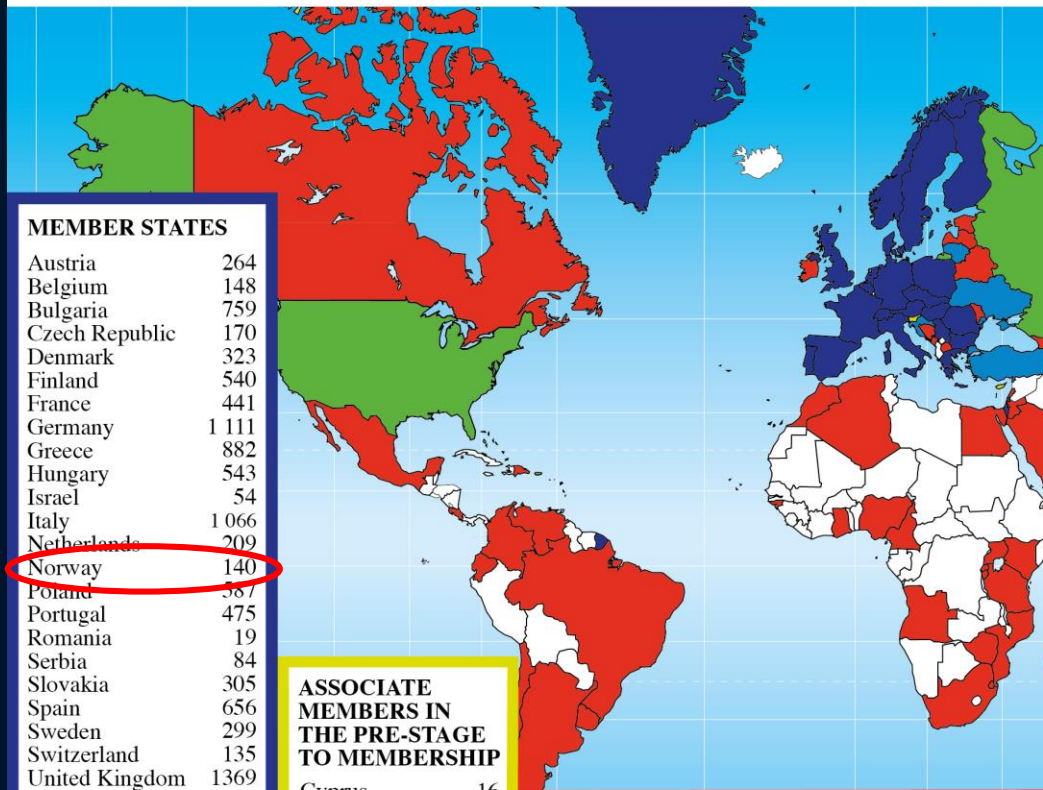 MEMBER STATES
Austria 264
Belgium 148
Bulgaria 759
Czech Republic 170
Denmark 323
Finland 540
France 441
Germany 1 111
Greece 882
Hungary 543
Israel 54
Italy 1 066
Netherlands 209
Norway 140
Poland 587
Portugal 475
Romania 19
Serbia 84
Slovakia 305
Spain 656
Sweden 299
Switzerland 135
United Kingdom 1369
ASSOCIATE
MEMBERS IN
THE PRE-STAGE
TO MEMBERSHIP
Cyprus 16